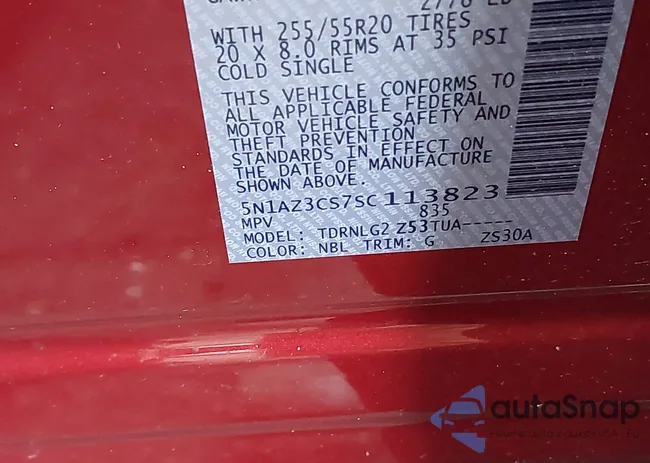 WITH 255/55R20 TIRES
20 X 8.0 RIMS AT 35 PSI
COLD SINGLE
THIS VEHICLE CONFORMS TO
ALL APPLICABLE FEDERAL
MOTOR VEHICLE SAFETY AND
THEFT PREVENTION
STANDARDS IN EFFECT ON
THE DATE OF MANUFACTURE
SHOWN ABOVE.
5N1AZ3CS7SC113823
MPV 835
MODEL: TDRNLG2 Z53TUA-----
COLOR: NBL TRIM: G ZS30A
autoSnap